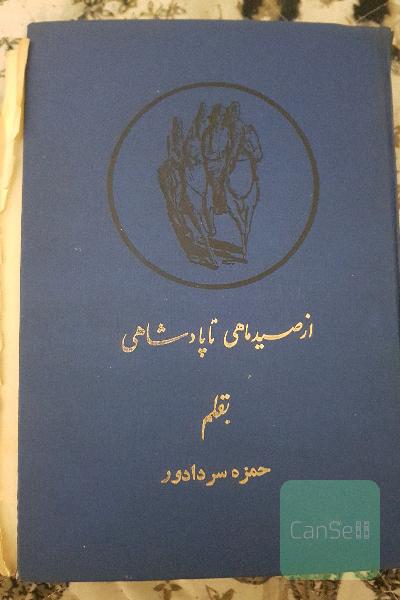 از صید ماهی تا پادشاهی
بقلم
حمزه سردادور
CanSell